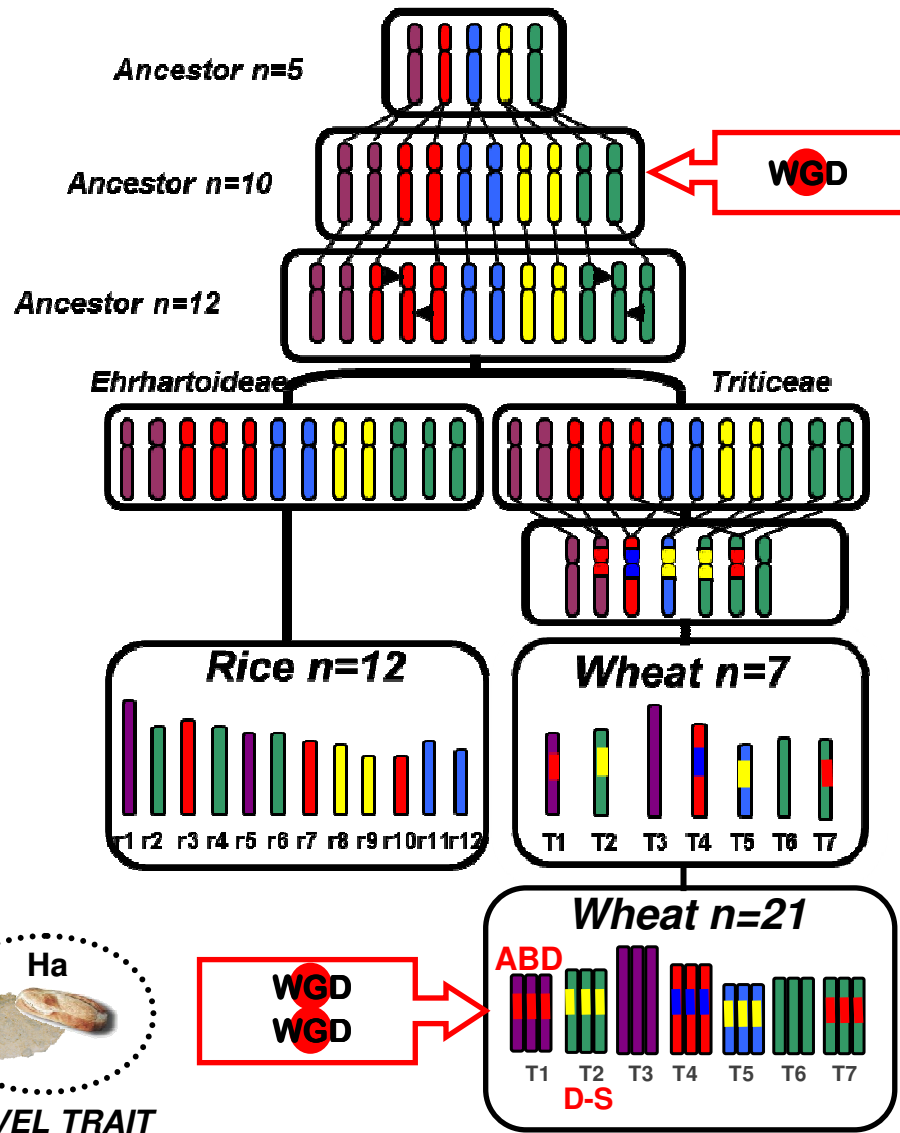 Ancestor n=5
Ancestor n=10
WGD
Ancestor n=12
Ehrhartoideae
Triticeae
Rice n=12
r1 r2 r3 r4 r5 r6 r7 r8 r9 r10 r11 r12
Wheat n=7
T1 T2 T3 T4 T5 T6 T7
Wheat n=21
ABD
T1 T2 T3 T4 T5 T6 T7
D-S
WGD
WGD
Ha
TRAIT